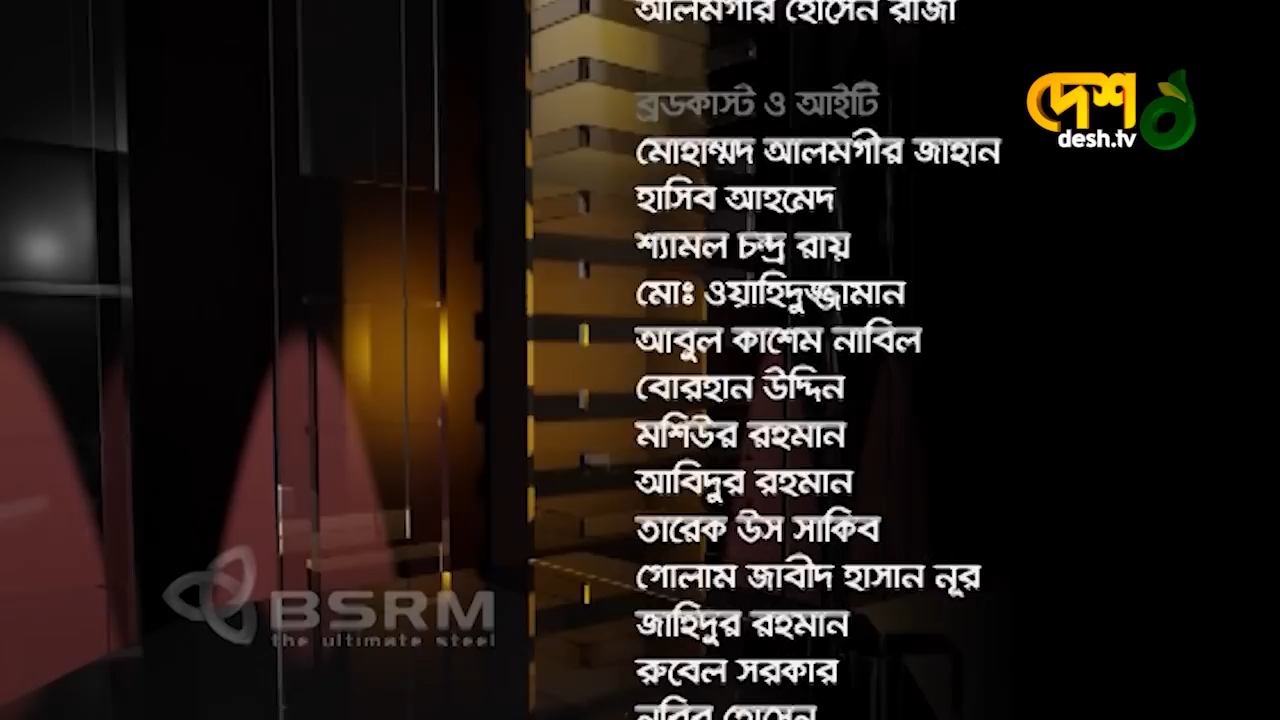 আলমগীর হোসেন রাজা
ব্রডকাস্ট ও আইটি
দেশ
desh.tv
মোহাম্মদ আলমগীর জাহান
হাসিব আহমেদ
শ্যামল চন্দ্র রায়
মোঃ ওয়াহিদুজ্জামান
আবুল কাশেম নাবিল
বোরহান উদ্দিন
মশিউর রহমান
আবিদুর রহমান
তারেক উস সাকিব
গোলাম জাবীদ হাসান নূর
BSRM
the ultimate steel
জাহিদুর রহমান
রুবেল সরকার
হোসেন